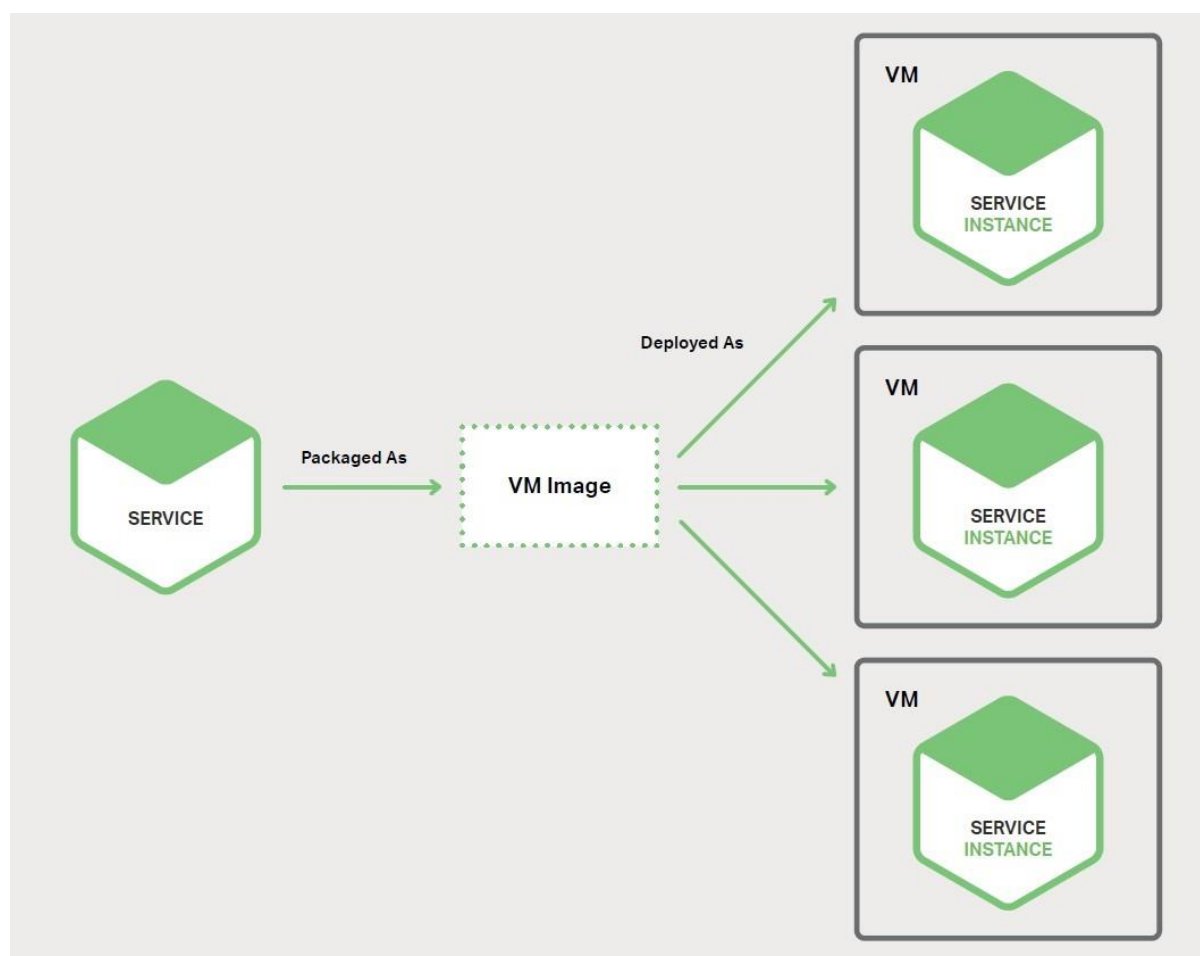 SERVICE
Packaged As
VM Image
Deployed As
VM
SERVICE
INSTANCE
VM
SERVICE
INSTANCE
VM
SERVICE
INSTANCE